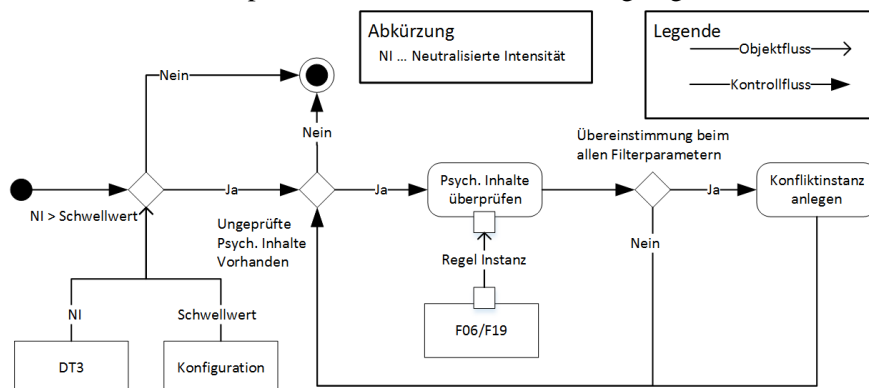 Abkürzung
NI ... Neutralisierte Intensität
Legende
Objektfluss
Kontrollfluss
Nein
Nein
Übereinstimmung beim
allen Filterparametern
NI > Schwellwert
Ja
Ungeprüfte
Psych. Inhalte
Vorhanden
Ja
Psych. Inhalte
überprüfen
Ja
Konfliktinstanz
anlegen
Nein
Regel Instanz
NI
Schwellwert
DT3
Konfiguration
F06/F19